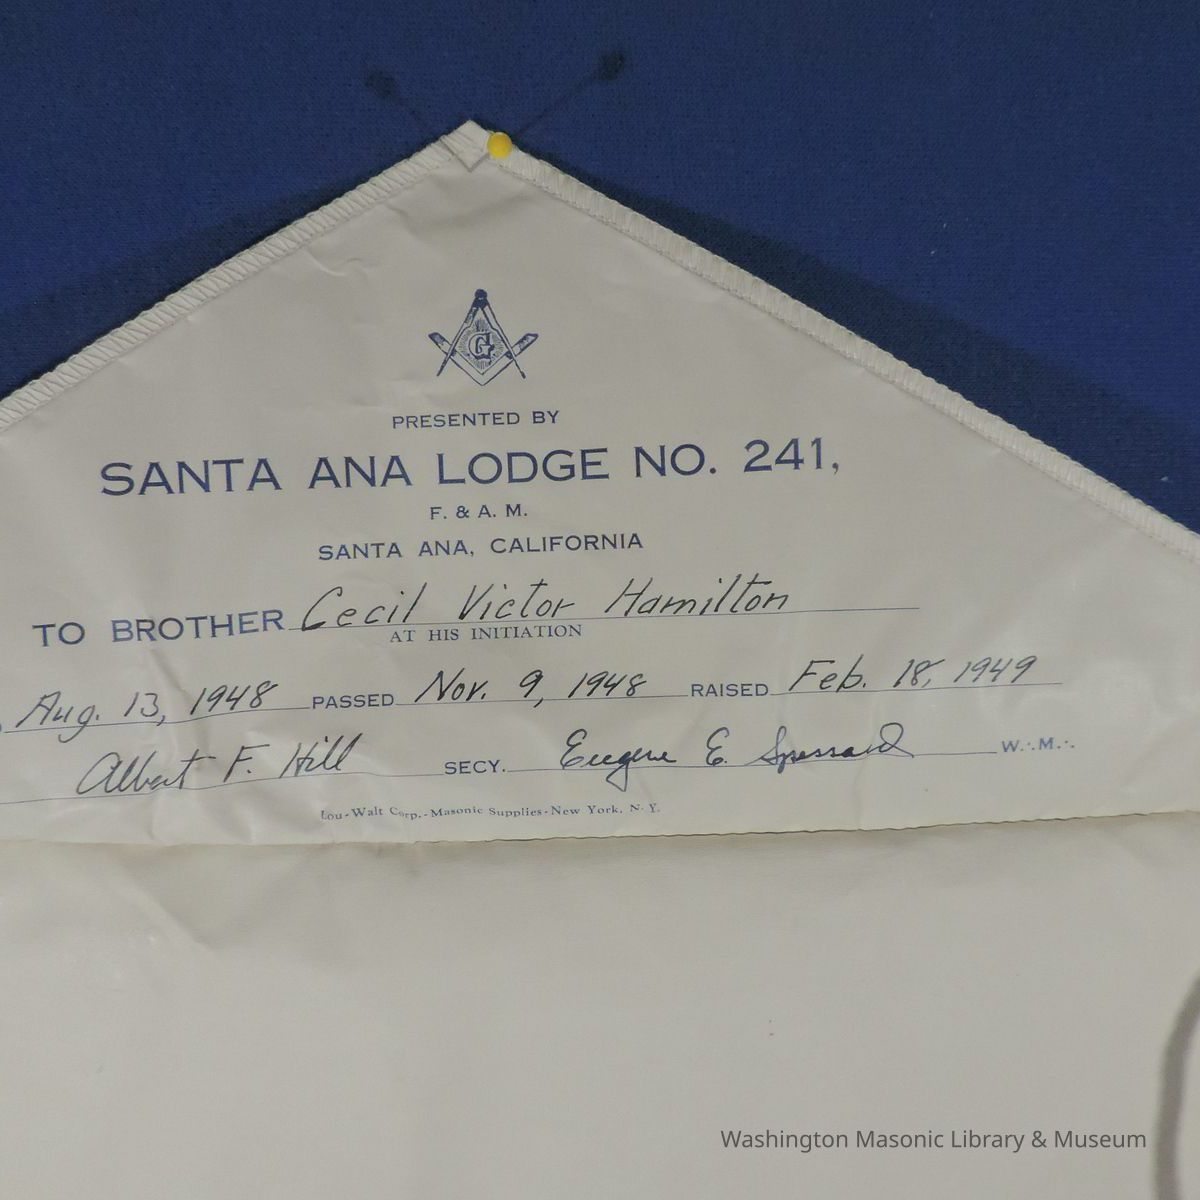 G
PRESENTED BY
SANTA ANA LODGE NO. 241,
F. & A. M.
SANTA ANA, CALIFORNIA
TO BROTHER Cecil Victor Hamilton
AT HIS INITIATION
Aug. 13, 1948 PASSED Nov. 9, 1948 RAISED Feb. 18, 1949
Albert F. Hill SECY. Eugene E. Spessard W∴M∴
Lou-Walt Corp.-Masonic Supplies-New York, N.Y.
Washington Masonic Library & Museum